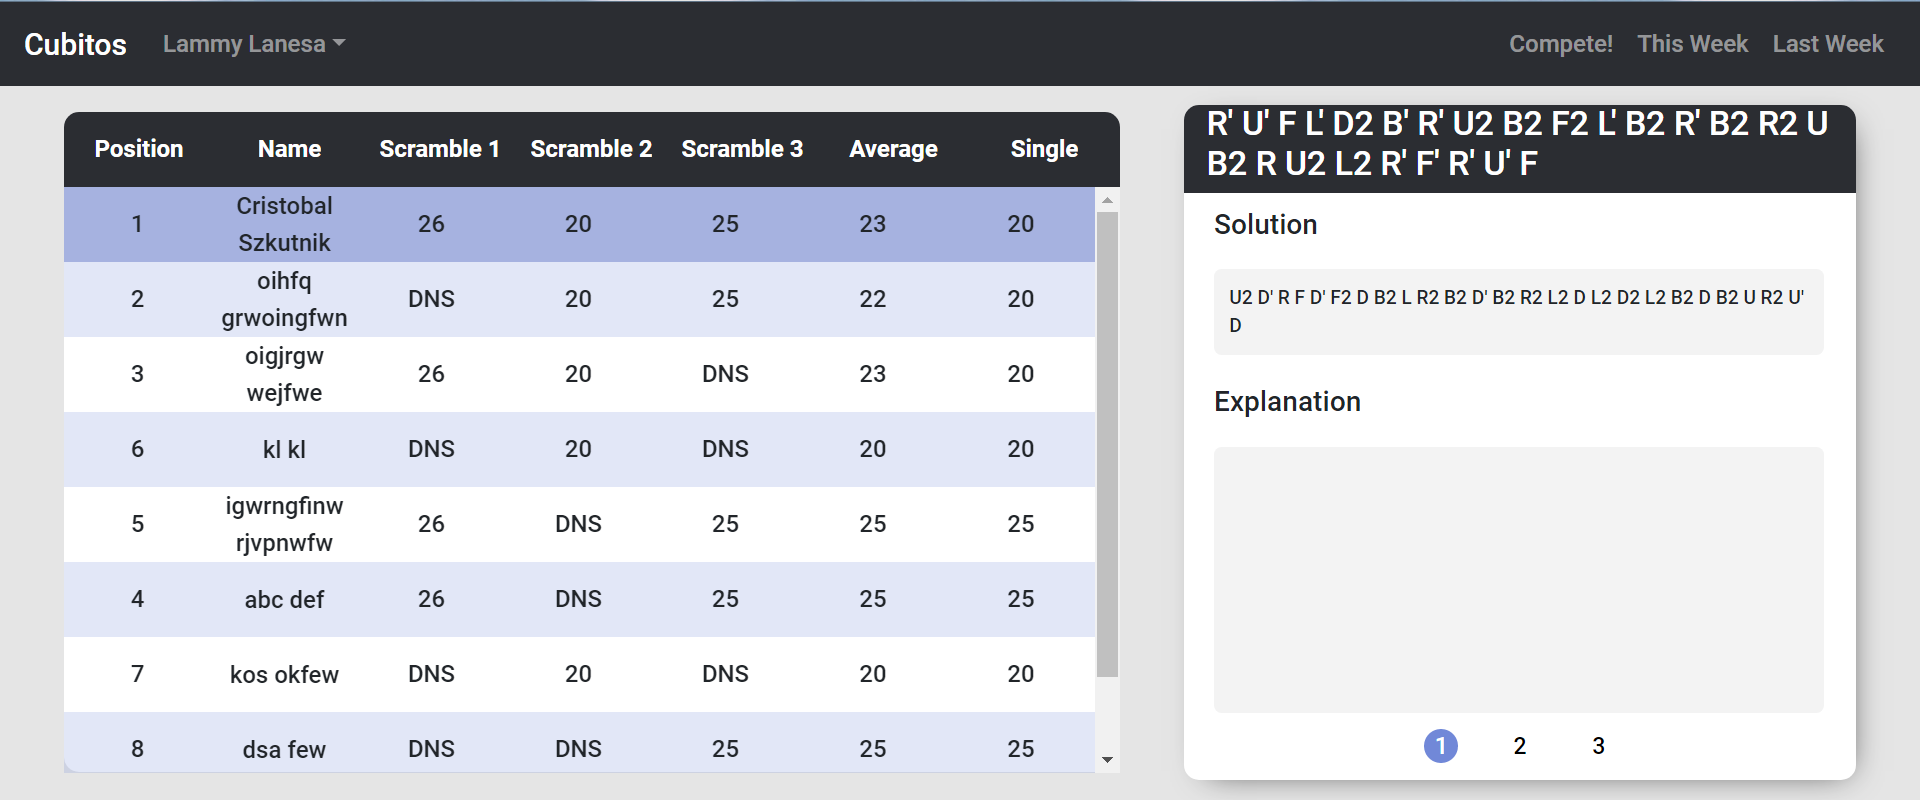 Cubitos Lammy Lanesa Compete! This Week Last Week
Position Name Scramble 1 Scramble 2 Scramble 3 Average Single
1 Cristobal Szkutnik 26 20 25 23 20
2 oihfq grwoingfwn DNS 20 25 22 20
3 oigjrgw wejfwe 26 20 DNS 23 20
6 kl kl DNS 20 DNS 20 20
5 igwrngfinw rjvpnwfw 26 DNS 25 25 25
4 abc def 26 DNS 25 25 25
7 kos okfew DNS 20 DNS 20 20
8 dsa few DNS DNS 25 25 25
R' U' F L' D2 B' R' U2 B2 F2 L' B2 R' B2 R2 U
B2 R U2 L2 R' F' R' U' F
Solution
U2 D' R F D' F2 D B2 L R2 B2 D' B2 R2 L2 D L2 D2 L2 B2 D B2 U R2 U'
D
Explanation
1 2 3